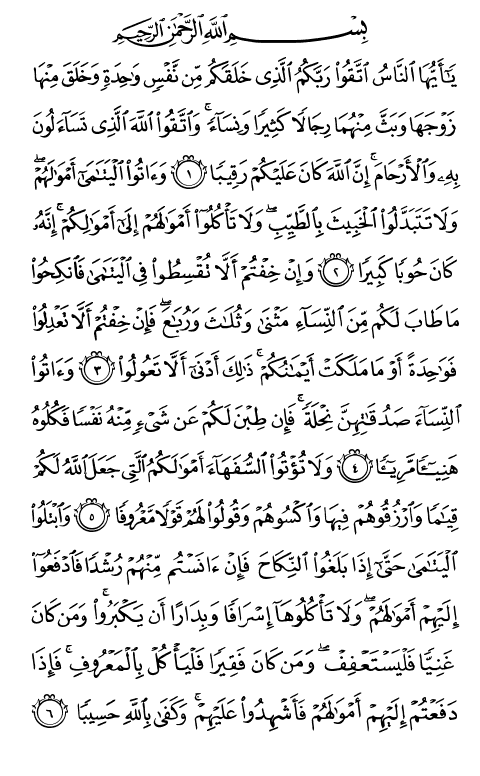 بِسْمِ ٱللَّهِ ٱلرَّحْمَٰنِ ٱلرَّحِيمِ
يَـٰٓأَيُّهَا ٱلنَّاسُ ٱتَّقُوا۟ رَبَّكُمُ ٱلَّذِى خَلَقَكُم مِّن نَّفْسٍ وَٰحِدَةٍ وَخَلَقَ مِنْهَا
زَوْجَهَا وَبَثَّ مِنْهُمَا رِجَالًا كَثِيرًا وَنِسَآءً ۚ وَٱتَّقُوا۟ ٱللَّهَ ٱلَّذِى تَسَآءَلُونَ
بِهِۦ وَٱلْأَرْحَامَ ۚ إِنَّ ٱللَّهَ كَانَ عَلَيْكُمْ رَقِيبًا ١ وَءَاتُوا۟ ٱلْيَتَـٰمَىٰٓ أَمْوَٰلَهُمْ ۖ
وَلَا تَتَبَدَّلُوا۟ ٱلْخَبِيثَ بِٱلطَّيِّبِ ۖ وَلَا تَأْكُلُوٓا۟ أَمْوَٰلَهُمْ إِلَىٰٓ أَمْوَٰلِكُمْ ۚ إِنَّهُۥ
كَانَ حُوبًا كَبِيرًا ٢ وَإِنْ خِفْتُمْ أَلَّا تُقْسِطُوا۟ فِى ٱلْيَتَـٰمَىٰ فَٱنكِحُوا۟
مَا طَابَ لَكُم مِّنَ ٱلنِّسَآءِ مَثْنَىٰ وَثُلَـٰثَ وَرُبَـٰعَ ۖ فَإِنْ خِفْتُمْ أَلَّا تَعْدِلُوا۟
فَوَٰحِدَةً أَوْ مَا مَلَكَتْ أَيْمَـٰنُكُمْ ۚ ذَٰلِكَ أَدْنَىٰٓ أَلَّا تَعُولُوا۟ ٣ وَءَاتُوا۟
ٱلنِّسَآءَ صَدُقَـٰتِهِنَّ نِحْلَةً ۚ فَإِن طِبْنَ لَكُمْ عَن شَىْءٍ مِّنْهُ نَفْسًا فَكُلُوهُ
هَنِيٓـًٔا مَّرِيٓـًٔا ٤ وَلَا تُؤْتُوا۟ ٱلسُّفَهَآءَ أَمْوَٰلَكُمُ ٱلَّتِى جَعَلَ ٱللَّهُ لَكُمْ
قِيَـٰمًا وَٱرْزُقُوهُمْ فِيهَا وَٱكْسُوهُمْ وَقُولُوا۟ لَهُمْ قَوْلًا مَّعْرُوفًا ٥ وَٱبْتَلُوا۟
ٱلْيَتَـٰمَىٰ حَتَّىٰٓ إِذَا بَلَغُوا۟ ٱلنِّكَاحَ فَإِنْ ءَانَسْتُم مِّنْهُمْ رُشْدًا فَٱدْفَعُوٓا۟
إِلَيْهِمْ أَمْوَٰلَهُمْ ۖ وَلَا تَأْكُلُوهَآ إِسْرَافًا وَبِدَارًا أَن يَكْبَرُوا۟ ۚ وَمَن كَانَ
غَنِيًّا فَلْيَسْتَعْفِفْ ۖ وَمَن كَانَ فَقِيرًا فَلْيَأْكُلْ بِٱلْمَعْرُوفِ ۚ فَإِذَا
دَفَعْتُمْ إِلَيْهِمْ أَمْوَٰلَهُمْ فَأَشْهِدُوا۟ عَلَيْهِمْ ۚ وَكَفَىٰ بِٱللَّهِ حَسِيبًا ٦